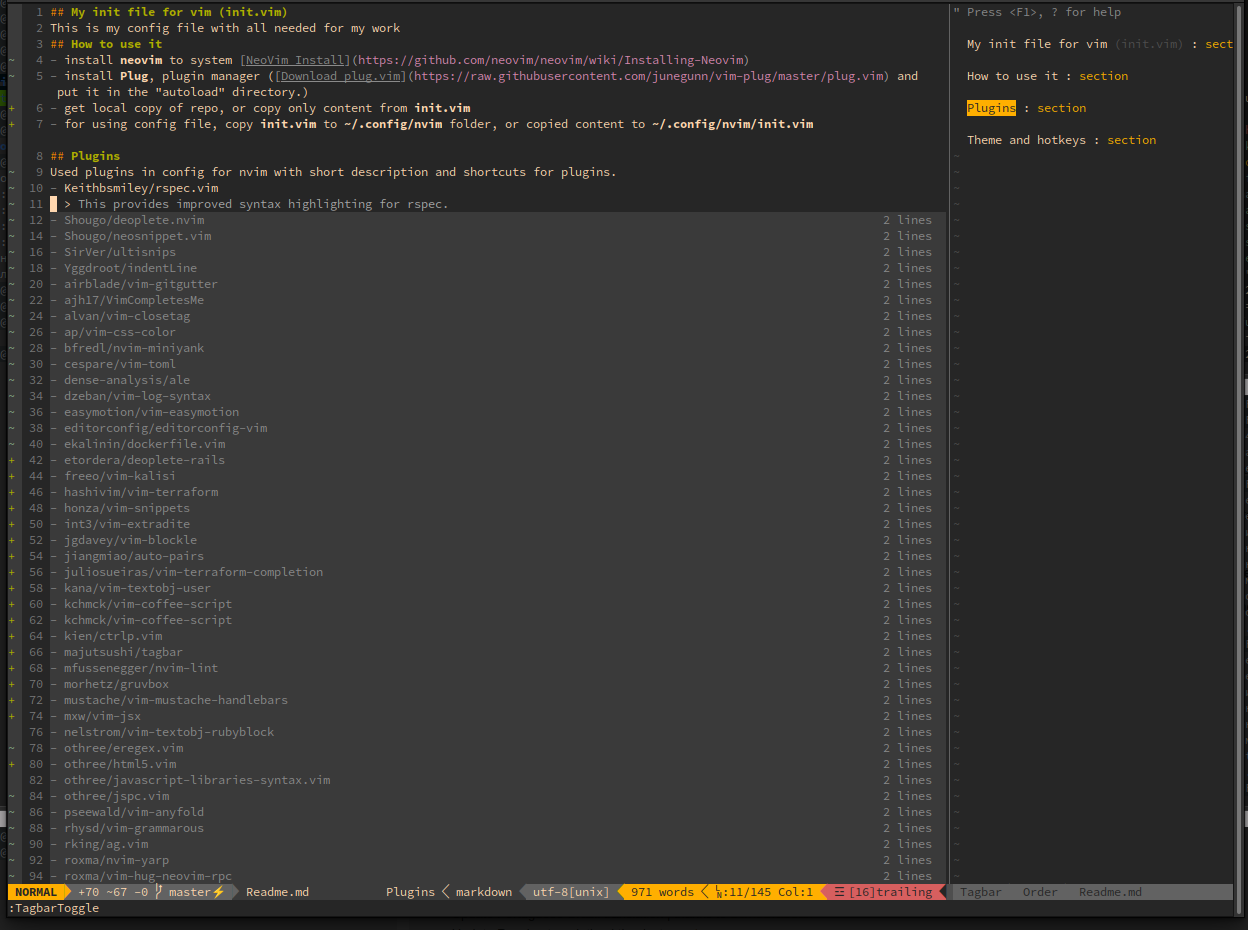 1 ## My init file for vim (init.vim)
2 This is my config file with all needed for my work
3 ## How to use it
~ 4 - install neovim to system [NeoVim Install](https://github.com/neovim/neovim/wiki/Installing-Neovim)
~ 5 - install Plug, plugin manager ([Download plug.vim](https://raw.githubusercontent.com/junegunn/vim-plug/master/plug.vim) and
put it in the "autoload" directory.)
+ 6 - get local copy of repo, or copy only content from init.vim
+ 7 - for using config file, copy init.vim to ~/.config/nvim folder, or copied content to ~/.config/nvim/init.vim
8 ## Plugins
~ 9 Used plugins in config for nvim with short description and shortcuts for plugins.
~ 10 - Keithbsmiley/rspec.vim
~ 11 > This provides improved syntax highlighting for rspec.
~ 12 - Shougo/deoplete.nvim 2 lines
~ 14 - Shougo/neosnippet.vim 2 lines
~ 16 - SirVer/ultisnips 2 lines
~ 18 - Yggdroot/indentLine 2 lines
~ 20 - airblade/vim-gitgutter 2 lines
~ 22 - ajh17/VimCompletesMe 2 lines
~ 24 - alvan/vim-closetag 2 lines
~ 26 - ap/vim-css-color 2 lines
~ 28 - bfredl/nvim-miniyank 2 lines
~ 30 - cespare/vim-toml 2 lines
~ 32 - dense-analysis/ale 2 lines
~ 34 - dzeban/vim-log-syntax 2 lines
~ 36 - easymotion/vim-easymotion 2 lines
~ 38 - editorconfig/editorconfig-vim 2 lines
~ 40 - ekalinin/dockerfile.vim 2 lines
+ 42 - etordera/deoplete-rails 2 lines
+ 44 - freeo/vim-kalisi 2 lines
+ 46 - hashivim/vim-terraform 2 lines
+ 48 - honza/vim-snippets 2 lines
+ 50 - int3/vim-extradite 2 lines
+ 52 - jgdavey/vim-blockle 2 lines
+ 54 - jiangmiao/auto-pairs 2 lines
+ 56 - juliosueiras/vim-terraform-completion 2 lines
+ 58 - kana/vim-textobj-user 2 lines
+ 60 - kchmck/vim-coffee-script 2 lines
+ 62 - kchmck/vim-coffee-script 2 lines
+ 64 - kien/ctrlp.vim 2 lines
+ 66 - majutsushi/tagbar 2 lines
+ 68 - mfussenegger/nvim-lint 2 lines
+ 70 - morhetz/gruvbox 2 lines
+ 72 - mustache/vim-mustache-handlebars 2 lines
+ 74 - mxw/vim-jsx 2 lines
76 - nelstrom/vim-textobj-rubyblock 2 lines
~ 78 - othree/eregex.vim 2 lines
+ 80 - othree/html5.vim 2 lines
82 - othree/javascript-libraries-syntax.vim 2 lines
~ 84 - othree/jspc.vim 2 lines
~ 86 - pseewald/vim-anyfold 2 lines
~ 88 - rhysd/vim-grammarous 2 lines
~ 90 - rking/ag.vim 2 lines
~ 92 - roxma/nvim-yarp 2 lines
~ 94 - roxma/vim-hug-neovim-rpc 2 lines
NORMAL +70 ~67 -0 master⚡ Readme.md Plugins < markdown utf-8[unix] 971 words < :11/145 Col:1 ☲ [16]trailing
:TagbarToggle
" Press <F1>, ? for help
My init file for vim (init.vim) : sect
How to use it : section
Plugins : section
Theme and hotkeys : section
Tagbar Order Readme.md